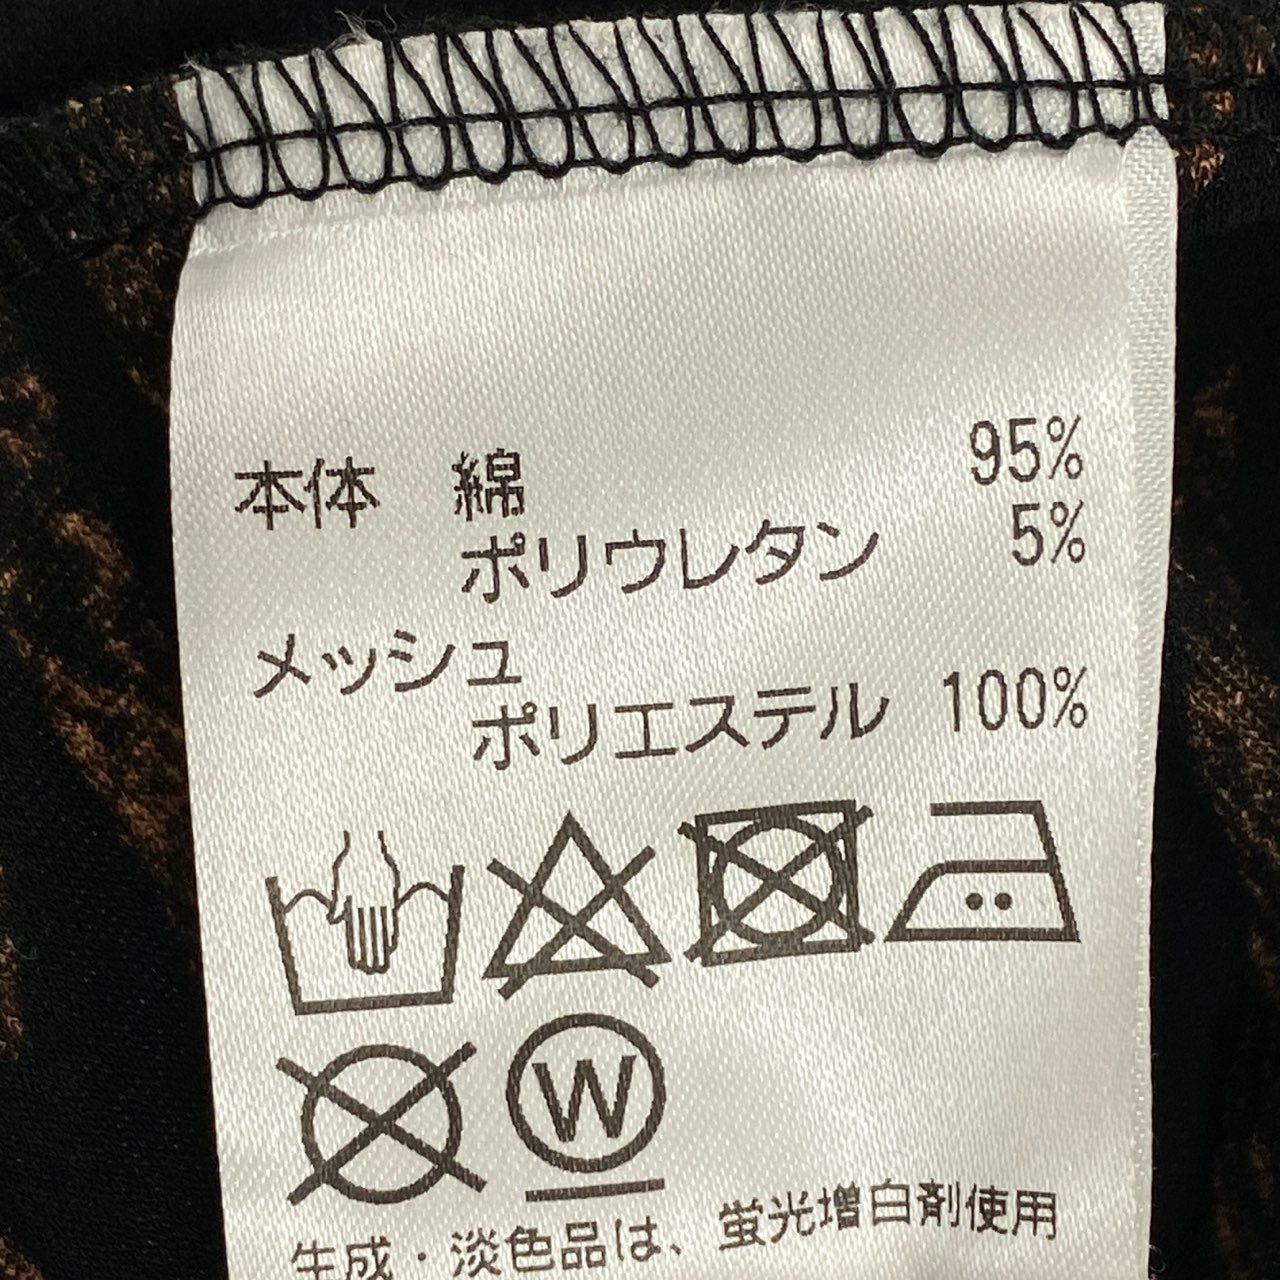 本体 綿 95%
ポリウレタン 5%
メッシュ
ポリエステル 100%
W
生成・淡色品は、蛍光増白剤使用